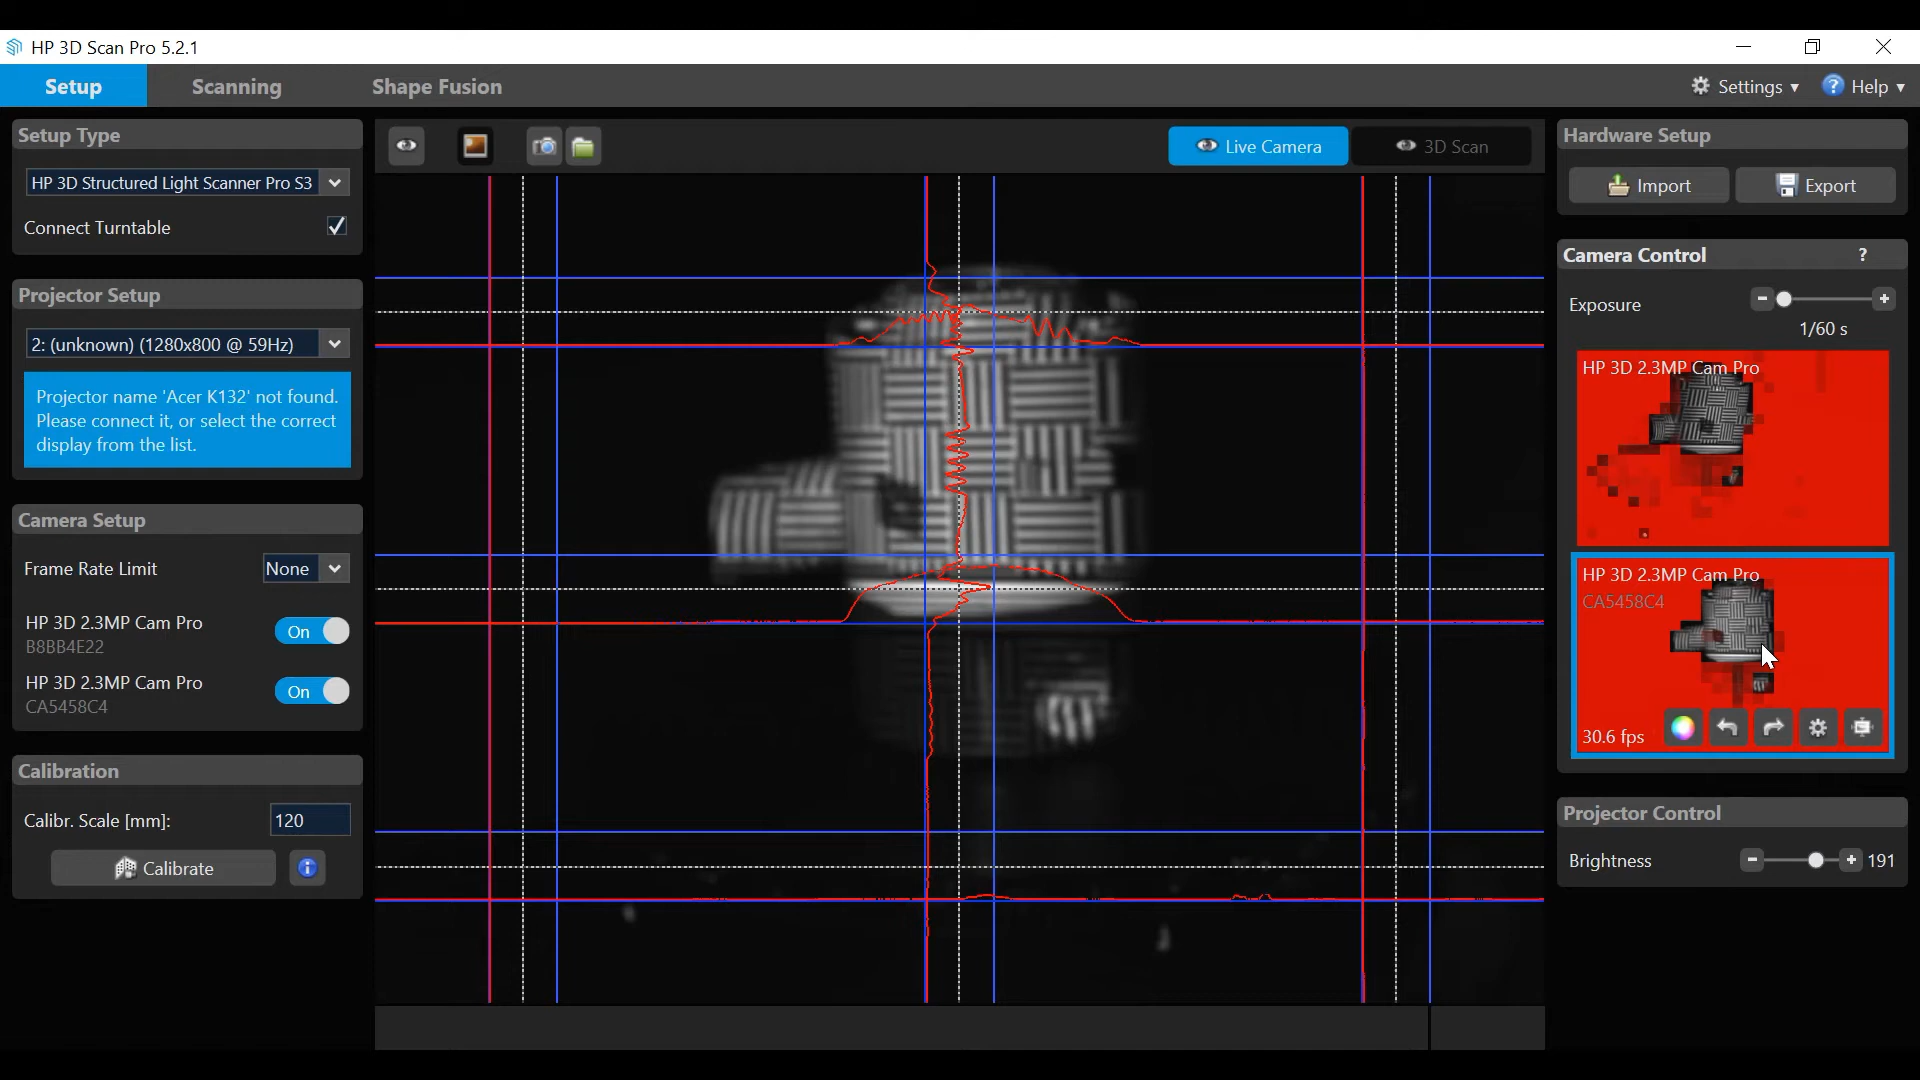 HP 3D Scan Pro 5.2.1
Setup
Scanning
Shape Fusion
Settings
Help
Setup Type
HP 3D Structured Light Scanner Pro S3
Connect Turntable
Projector Setup
2: (unknown) (1280x800 @ 59Hz)
Projector name 'Acer K132' not found.
Please connect it, or select the correct
display from the list.
Camera Setup
Frame Rate Limit
None
HP 3D 2.3MP Cam Pro
B8BB4E22
On
HP 3D 2.3MP Cam Pro
CA5458C4
On
Calibration
Calibr. Scale [mm]:
120
Calibrate
Live Camera
3D Scan
Hardware Setup
Import
Export
Camera Control
?
Exposure
1/60 s
HP 3D 2.3MP Cam Pro
HP 3D 2.3MP Cam Pro
CA5458C4
30.6 fps
Projector Control
Brightness
191